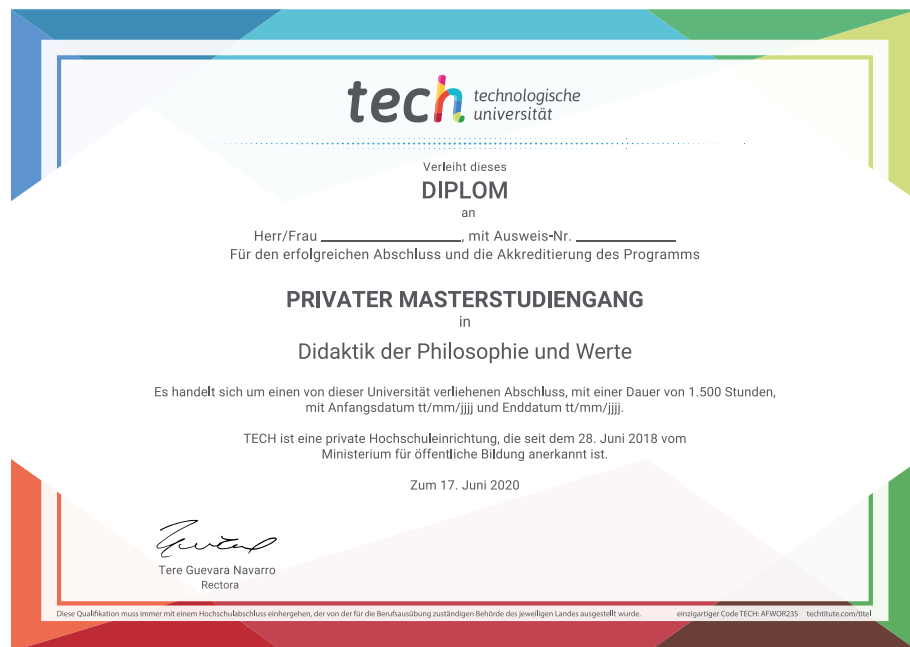 tech technologische
universität
Verleiht dieses
DIPLOM
an
Herr/Frau ____________________, mit Ausweis-Nr. ______________
Für den erfolgreichen Abschluss und die Akkreditierung des Programms
PRIVATER MASTERSTUDIENGANG
in
Didaktik der Philosophie und Werte
Es handelt sich um einen von dieser Universität verliehenen Abschluss, mit einer Dauer von 1.500 Stunden,
mit Anfangsdatum tt/mm/jjjj und Enddatum tt/mm/jjjj.
TECH ist eine private Hochschuleinrichtung, die seit dem 28. Juni 2018 vom
Ministerium für öffentliche Bildung anerkannt ist.
Zum 17. Juni 2020
Tere Guevara Navarro
Rectora
Diese Qualifikation muss immer mit einem Hochschulabschluss einhergehen, der von der für die Berufsausübung zuständigen Behörde des jeweiligen Landes ausgestellt wurde. einzigartiger Code TECH: AFWOR23S techtitute.com/titel